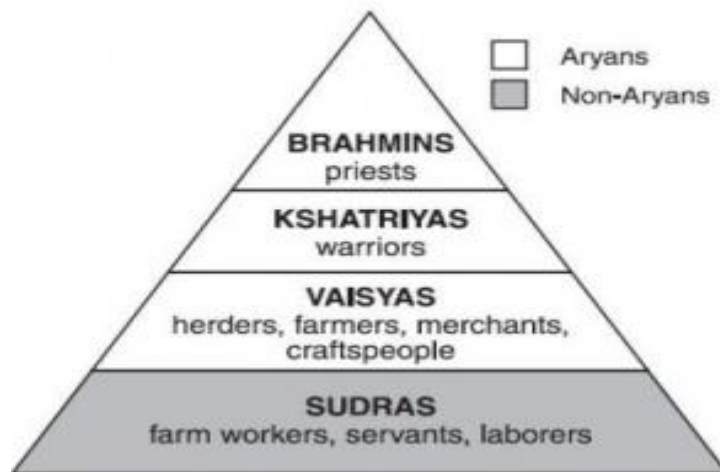 Aryans
Non-Aryans
BRAHMINS
priests
KSHATRIYAS
warriors
VAISYAS
herders, farmers, merchants,
craftspeople
SUDRAS
farm workers, servants, laborers